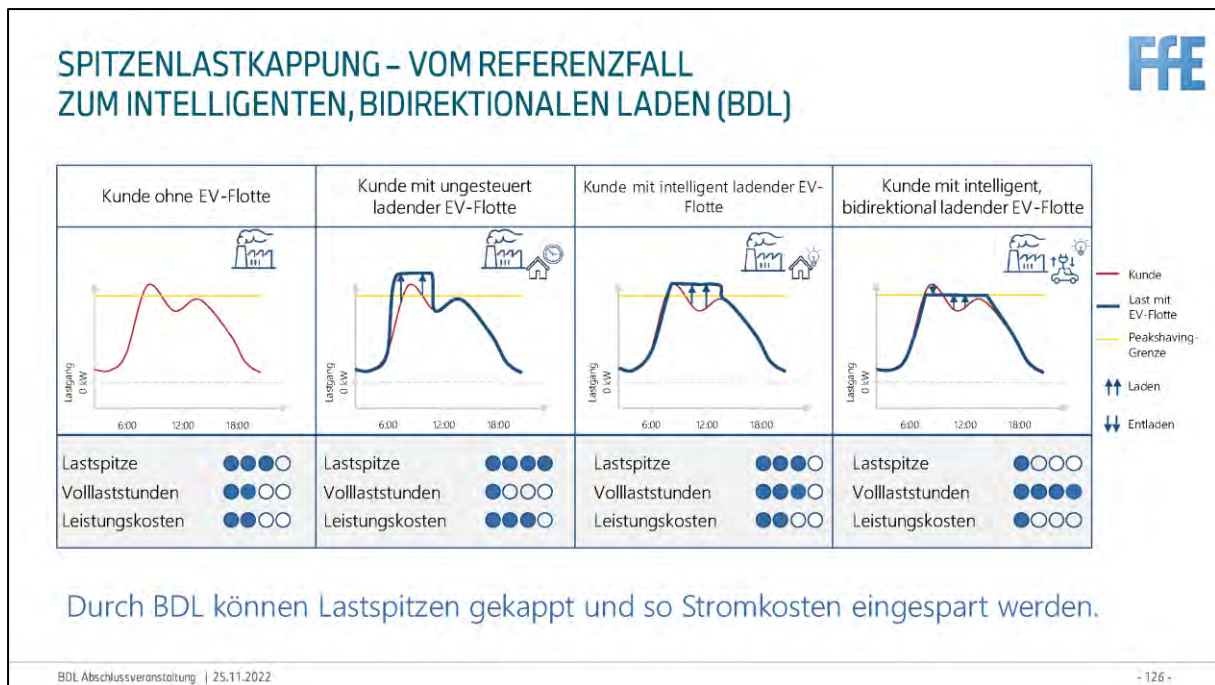 SPITZENLASTKAPPUNG – VOM REFERENZFALL
ZUM INTELLIGENTEN, BIDIREKTIONALEN LADEN (BDL)
FfE
Kunde ohne EV-Flotte
Kunde mit ungesteuert
ladender EV-Flotte
Kunde mit intelligent ladender EV-
Flotte
Kunde mit intelligent,
bidirektional ladender EV-Flotte
Lastgang
0 kW
6:00 12:00 18:00
Lastgang
0 kW
6:00 12:00 18:00
Lastgang
0 kW
6:00 12:00 18:00
Lastgang
0 kW
6:00 12:00 18:00
Kunde
Last mit
EV-Flotte
Peakshaving-
Grenze
Laden
Entladen
Lastspitze
Volllaststunden
Leistungskosten
Lastspitze
Volllaststunden
Leistungskosten
Lastspitze
Volllaststunden
Leistungskosten
Lastspitze
Volllaststunden
Leistungskosten
Durch BDL können Lastspitzen gekappt und so Stromkosten eingespart werden.
BDL Abschlussveranstaltung | 25.11.2022
- 126 -